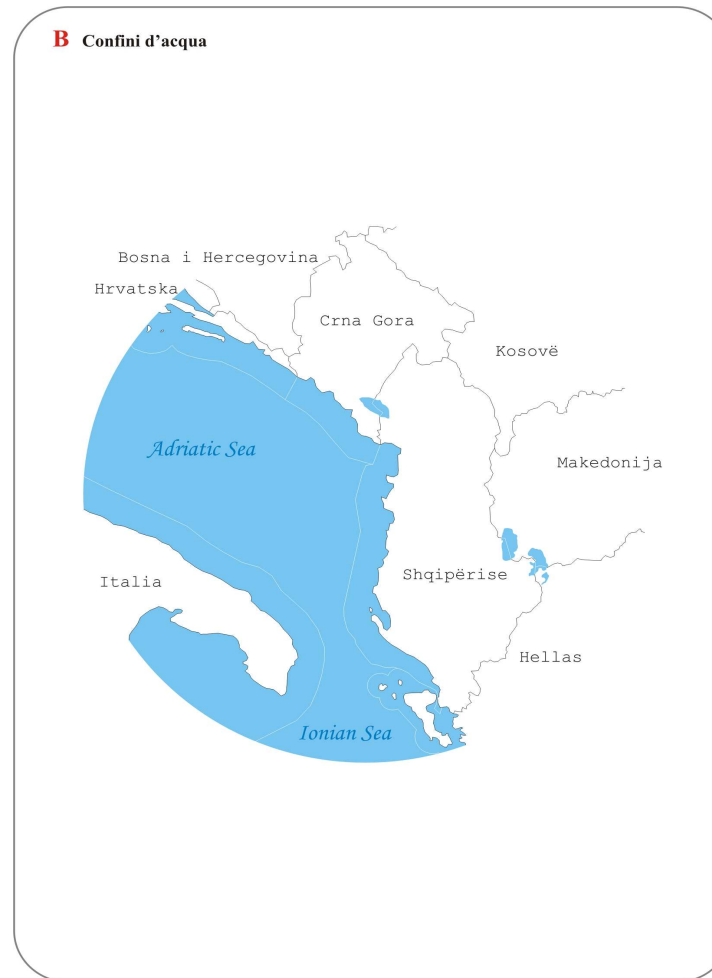 B Confini d'acqua
Bosna i Hercegovina
Hrvatska
Crna Gora
Kosovë
Adriatic Sea
Makedonija
Shqipërise
Italia
Hellas
Ionian Sea